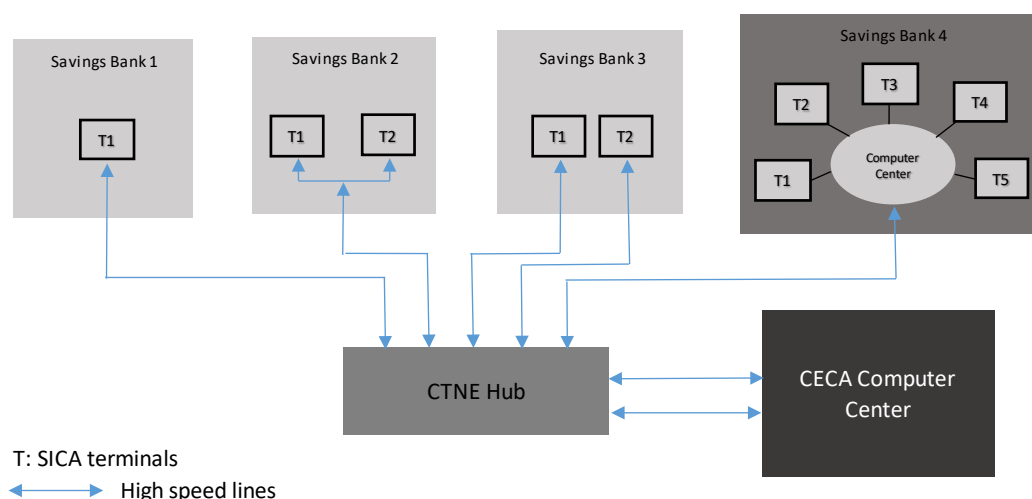 Savings Bank 1
Savings Bank 2
Savings Bank 3
Savings Bank 4
T1
T1
T2
T1
T2
T1
T2
T3
T4
T5
Computer
Center
CTNE Hub
CECA Computer
Center
T: SICA terminals
High speed lines